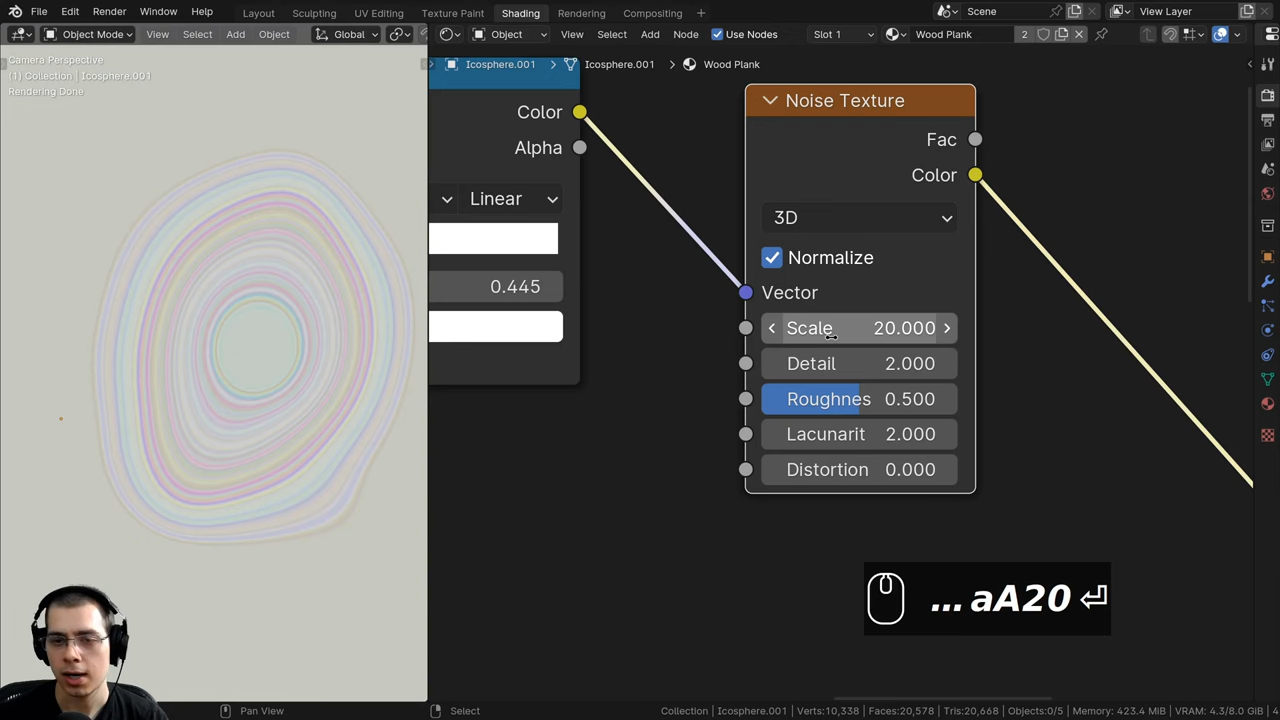 File Edit Render Window Help Layout Sculpting UV Editing Texture Paint Shading Rendering Compositing + Scene View Layer
Object Mode View Select Add Object Global Object View Select Add Node Use Nodes Slot 1 Wood Plank 2
Camera Perspective
(1) Collection | Icosphere.001
Rendering Done
Icosphere.001 > Icosphere.001 > Wood Plank
Color
Alpha
Linear
0.445
Noise Texture
Fac
Color
3D
Normalize
Vector
Scale 20.000
Detail 2.000
Roughnes 0.500
Lacunarit 2.000
Distortion 0.000
... aA20 ⏎
Pan View Select Collection | Icosphere.001 | Verts:10,338 | Faces:20,578 | Tris:20,668 | Objects:0/5 | Memory: 423.4 MiB | VRAM: 4.3/8.0 GiB | 4